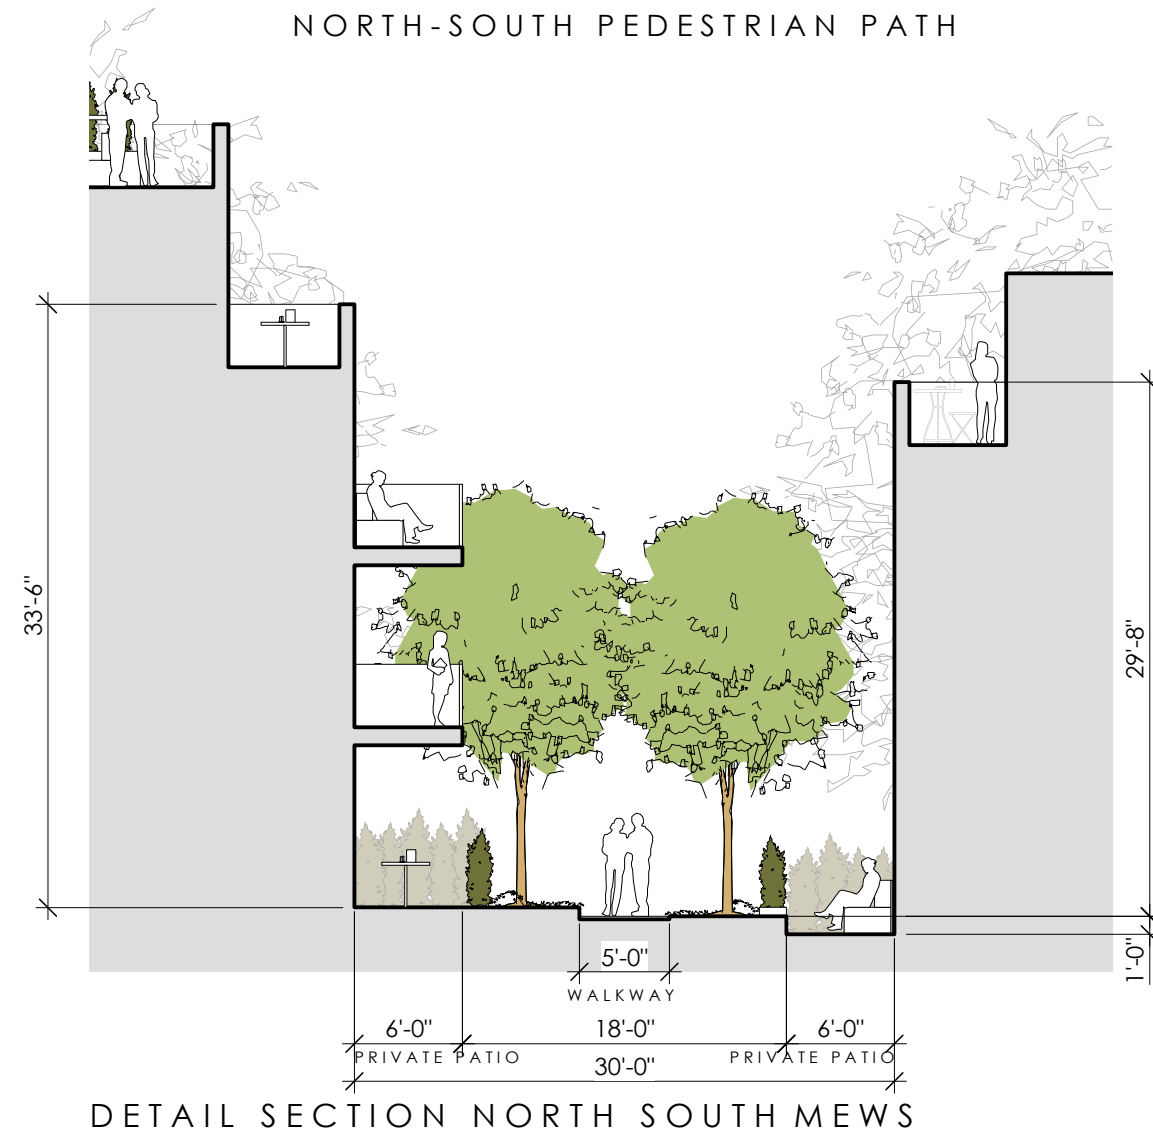 NORTH-SOUTH PEDESTRIAN PATH
33'-6"
29'-8"
1'-0"
5'-0"
WALKWAY
6'-0" 18'-0" 6'-0"
PRIVATE PATIO PRIVATE PATIO
30'-0"
DETAIL SECTION NORTH SOUTH MEWS